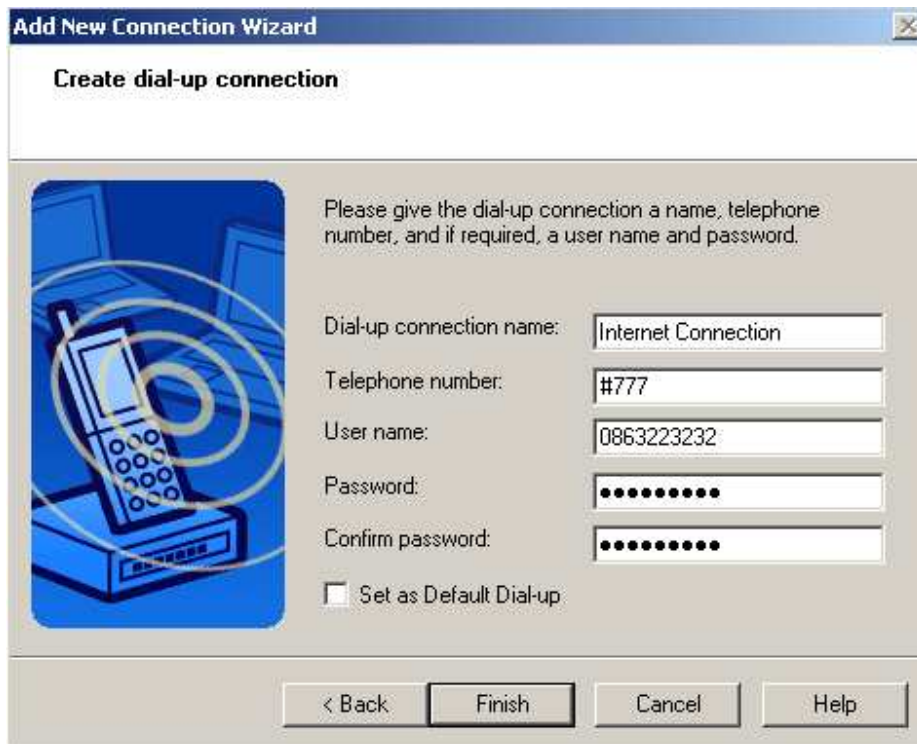 Add New Connection Wizard
Create dial-up connection
Please give the dial-up connection a name, telephone
number, and if required, a user name and password.
Dial-up connection name: Internet Connection
Telephone number: #777
User name: 0863223232
Password: ●●●●●●●●●
Confirm password: ●●●●●●●●●
Set as Default Dial-up
< Back Finish Cancel Help